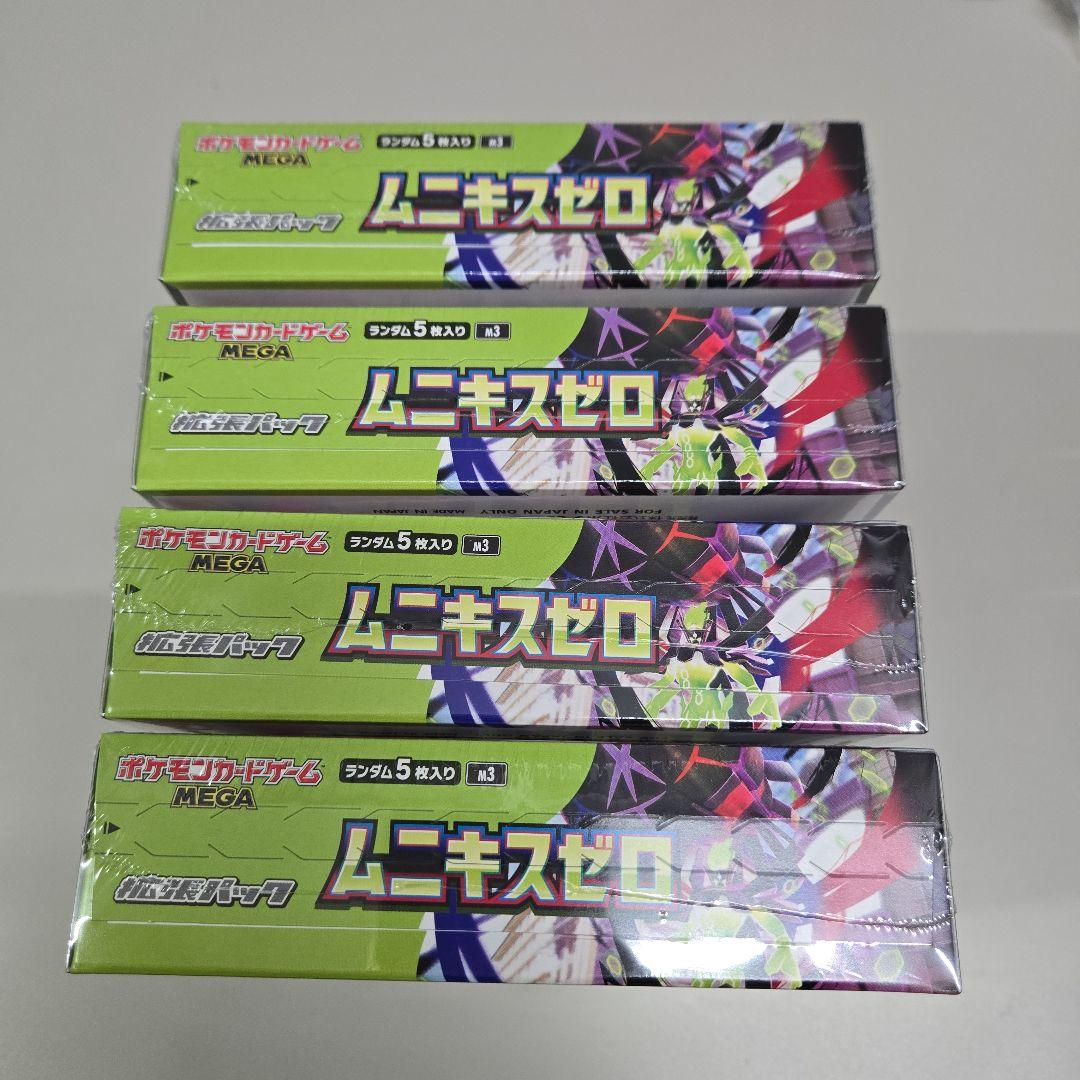 ポケモンカードゲーム
MEGA
ランダム5枚入り M3
ムニキスゼロ
拡張パック
ポケモンカードゲーム
MEGA
ランダム5枚入り M3
ムニキスゼロ
拡張パック
FOR SALE IN JAPAN ONLY MADE IN JAPAN
ポケモンカードゲーム
MEGA
ランダム5枚入り M3
ムニキスゼロ
拡張パック
ポケモンカードゲーム
MEGA
ランダム5枚入り M3
ムニキスゼロ
拡張パック